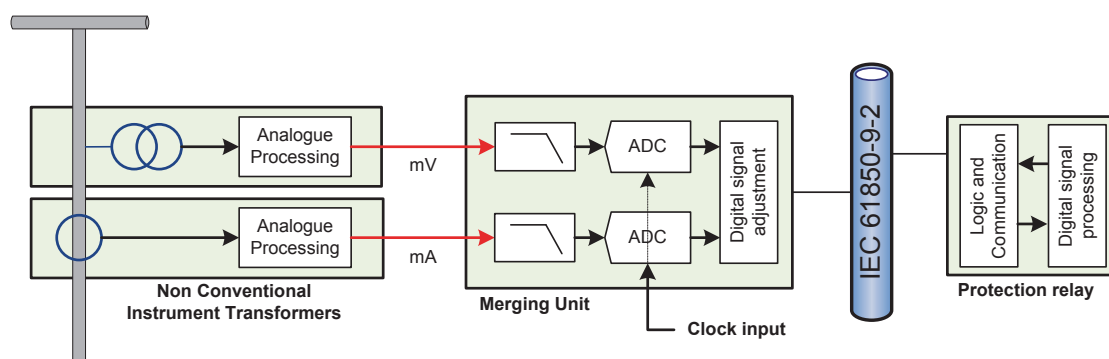 Analogue
Processing
mV
Analogue
Processing
mA
Non Conventional
Instrument Transformers
ADC
ADC
Digital signal
adjustment
Merging Unit
Clock input
IEC 61850-9-2
Logic and
Communication
Digital signal
processing
Protection relay